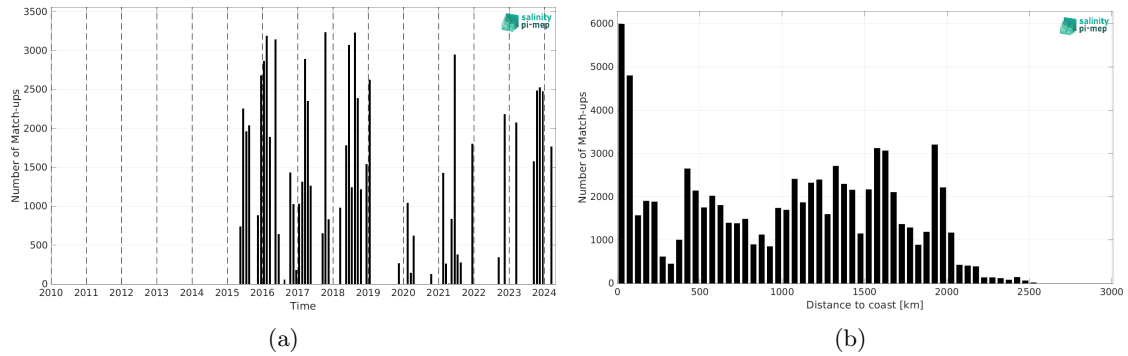 salinity
pi-mep
Number of Match-ups
3500
3000
2500
2000
1500
1000
500
0
2010 2011 2012 2013 2014 2015 2016 2017 2018 2019 2020 2021 2022 2023 2024
Time
(a)
salinity
pi-mep
Number of Match-ups
6000
5000
4000
3000
2000
1000
0
0 500 1000 1500 2000 2500 3000
Distance to coast [km]
(b)